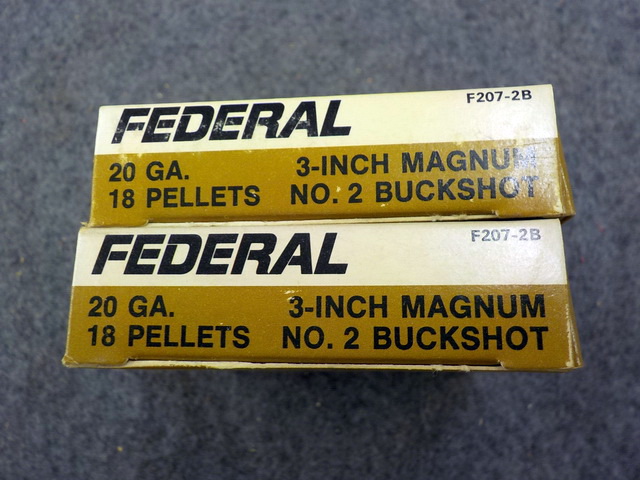 F207-2B
FEDERAL
20 GA. 3-INCH MAGNUM
18 PELLETS NO. 2 BUCKSHOT
F207-2B
FEDERAL
20 GA. 3-INCH MAGNUM
18 PELLETS NO. 2 BUCKSHOT